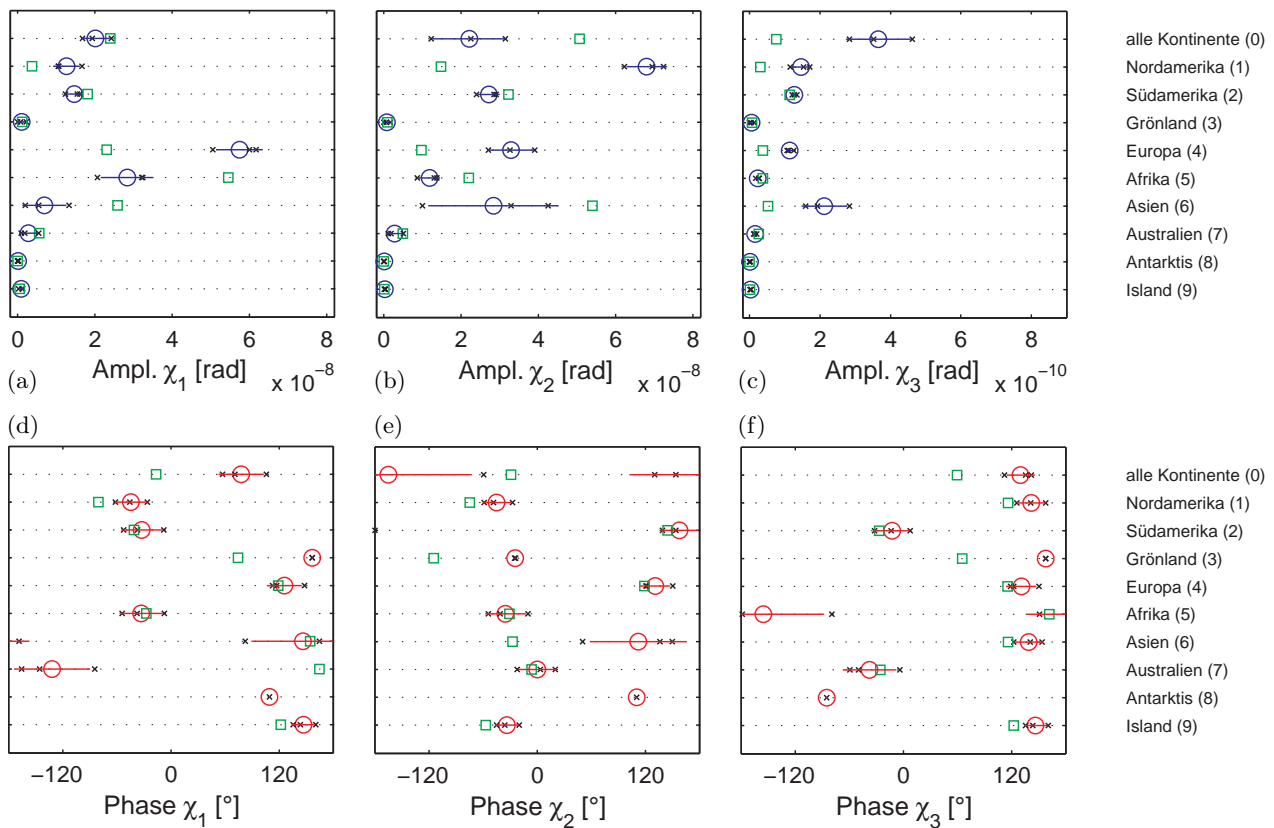 alle Kontinente (0)
Nordamerika (1)
Südamerika (2)
Grönland (3)
Europa (4)
Afrika (5)
Asien (6)
Australien (7)
Antarktis (8)
Island (9)
0 2 4 6 8
Ampl. χ1 [rad] x 10−8
(a)
0 2 4 6 8
Ampl. χ2 [rad] x 10−8
(b)
0 2 4 6 8
Ampl. χ3 [rad] x 10−10
(c)
(d)
(e)
(f)
alle Kontinente (0)
Nordamerika (1)
Südamerika (2)
Grönland (3)
Europa (4)
Afrika (5)
Asien (6)
Australien (7)
Antarktis (8)
Island (9)
−120 0 120
Phase χ1 [°]
−120 0 120
Phase χ2 [°]
−120 0 120
Phase χ3 [°]